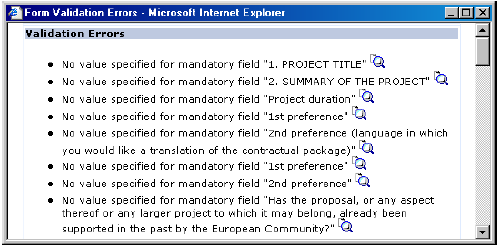 Form Validation Errors - Microsoft Internet Explorer
Validation Errors
• No value specified for mandatory field "1. PROJECT TITLE"
• No value specified for mandatory field "2. SUMMARY OF THE PROJECT"
• No value specified for mandatory field "Project duration"
• No value specified for mandatory field "1st preference"
• No value specified for mandatory field "2nd preference (language in which
you would like a translation of the contractual package)"
• No value specified for mandatory field "1st preference"
• No value specified for mandatory field "2nd preference"
• No value specified for mandatory field "Has the proposal, or any aspect
thereof or any larger project to which it may belong, already been
supported in the past by the European Community?"